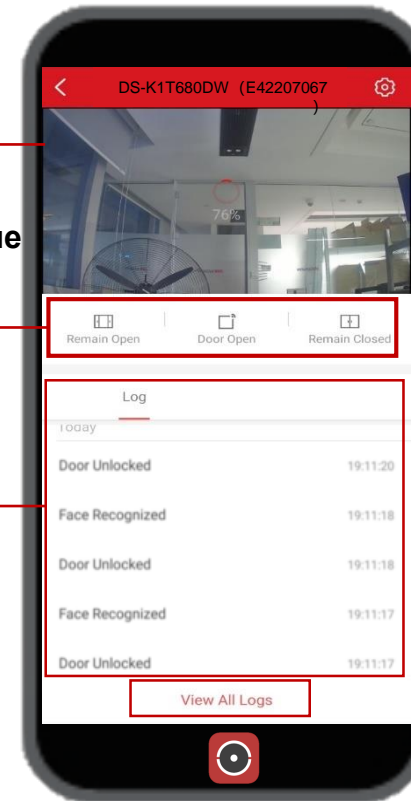 DS-K1T680DW (E42207067
)
76%
ue
Remain Open
Door Open
Remain Closed
Log
Today
Door Unlocked
19:11:20
Face Recognized
19:11:18
Door Unlocked
19:11:18
Face Recognized
19:11:17
Door Unlocked
19:11:17
View All Logs